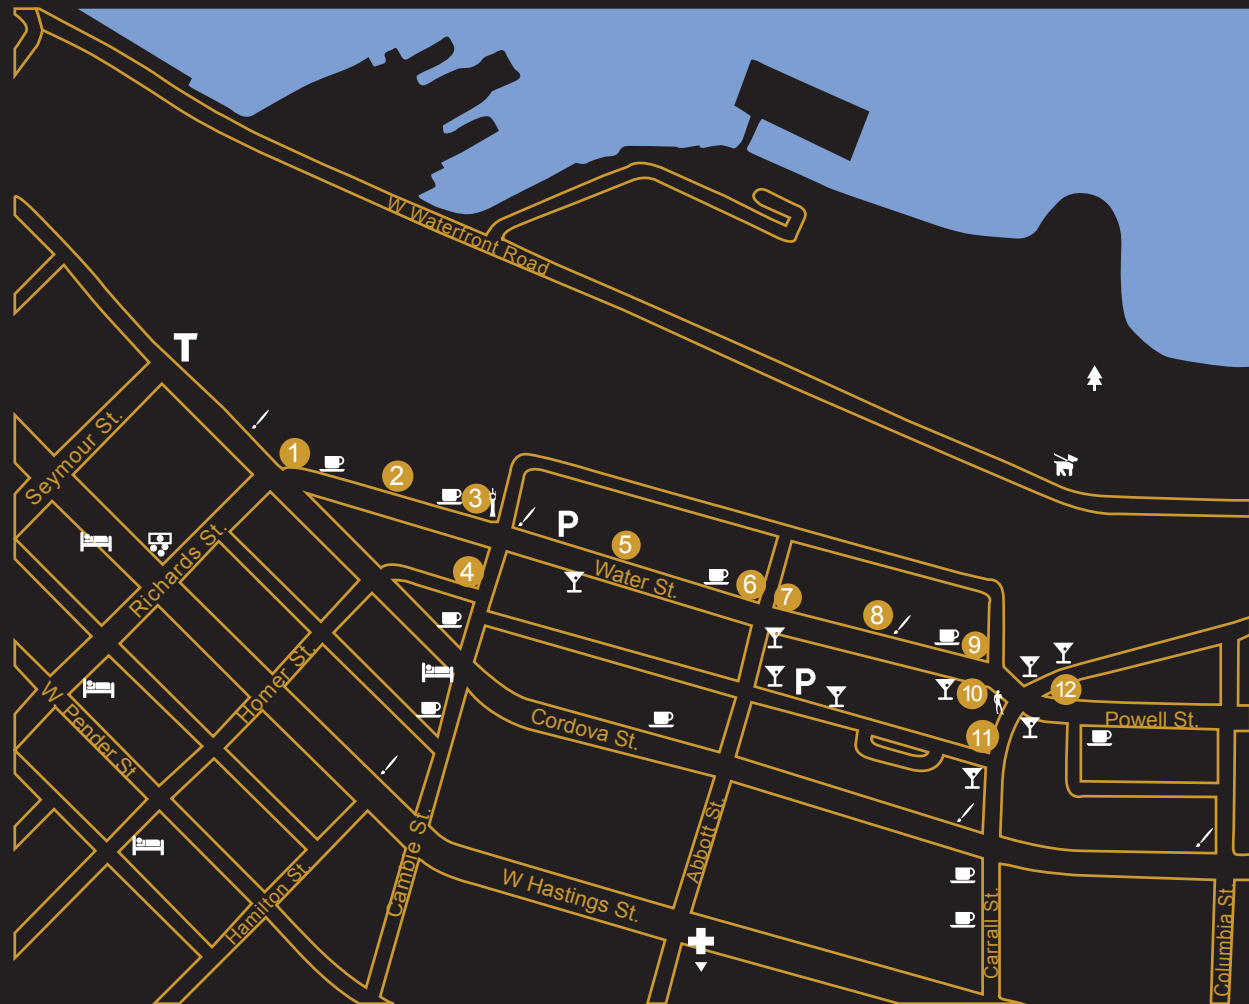 W Waterfront Road
T
Seymour St.
1
2
3
P
4
5
Water St.
6
7
8
9
Richards St.
Homer St.
W Pender St
10
11
12
P
Powell St.
Cordova St.
Abbott St.
Cambie St.
Hamilton St.
W Hastings St.
Carrall St.
Columbia St.